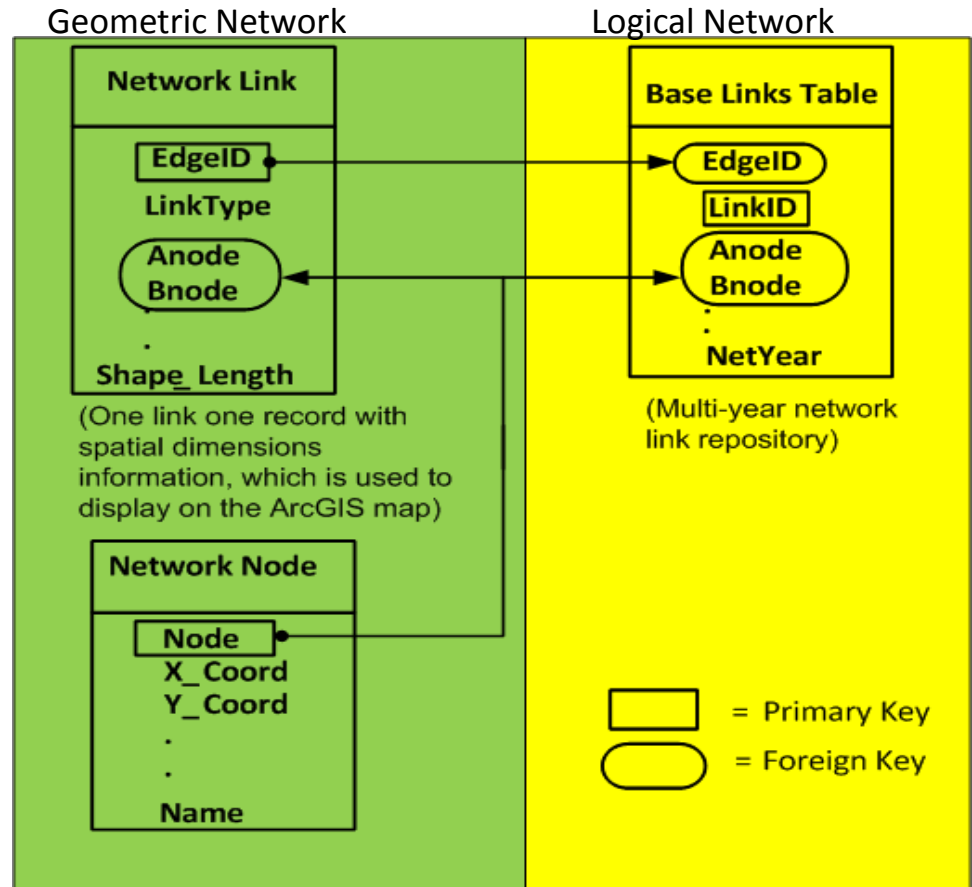 Geometric Network
Logical Network
Network Link
EdgeID
LinkType
Anode
Bnode
.
.
Shape_Length
(One link one record with
spatial dimensions
information, which is used to
display on the ArcGIS map)
Network Node
Node
X_Coord
Y_Coord
.
.
Name
Base Links Table
EdgeID
LinkID
Anode
Bnode
.
.
NetYear
(Multi-year network
link repository)
= Primary Key
= Foreign Key